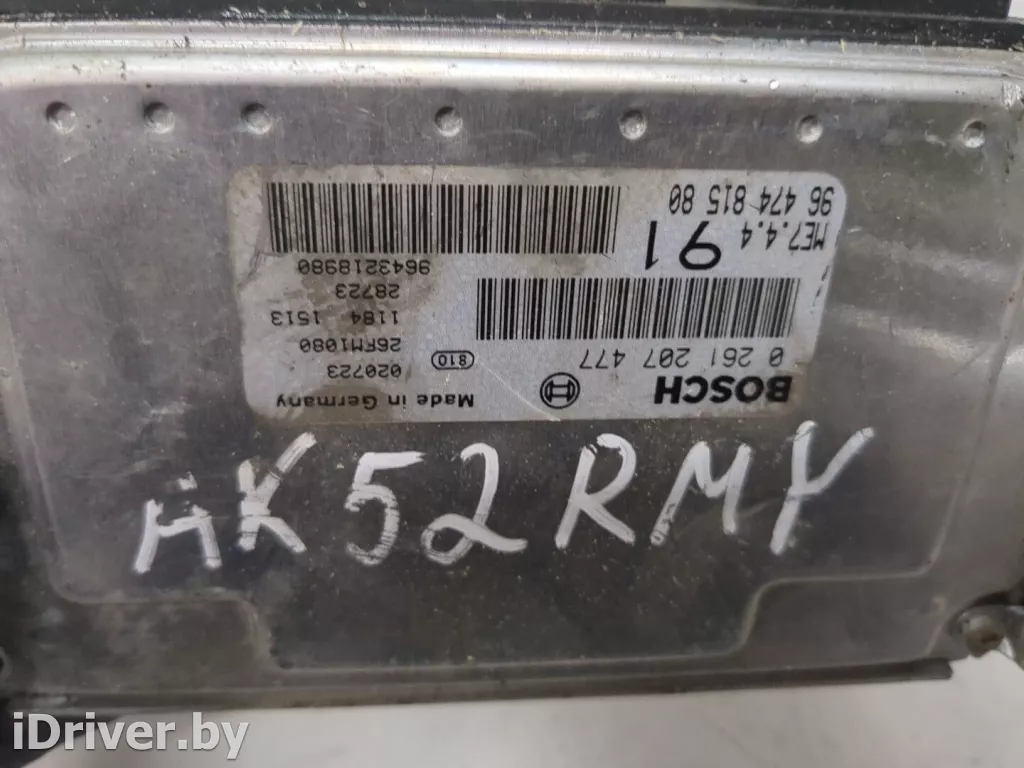 BOSCH
0 261 207 477
ME7.4.4
91
96 474 815 80
Made in Germany
020723
810
26FM1080
1184 1513
28723
9643218980
AK52RMY
iDriver.by